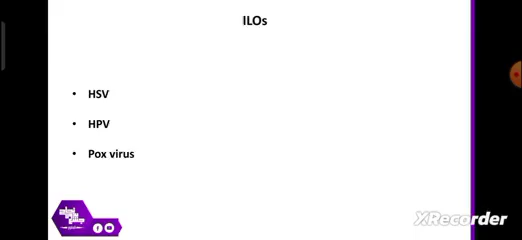 ILOs
• HSV
• HPV
• Pox virus
XRecorder